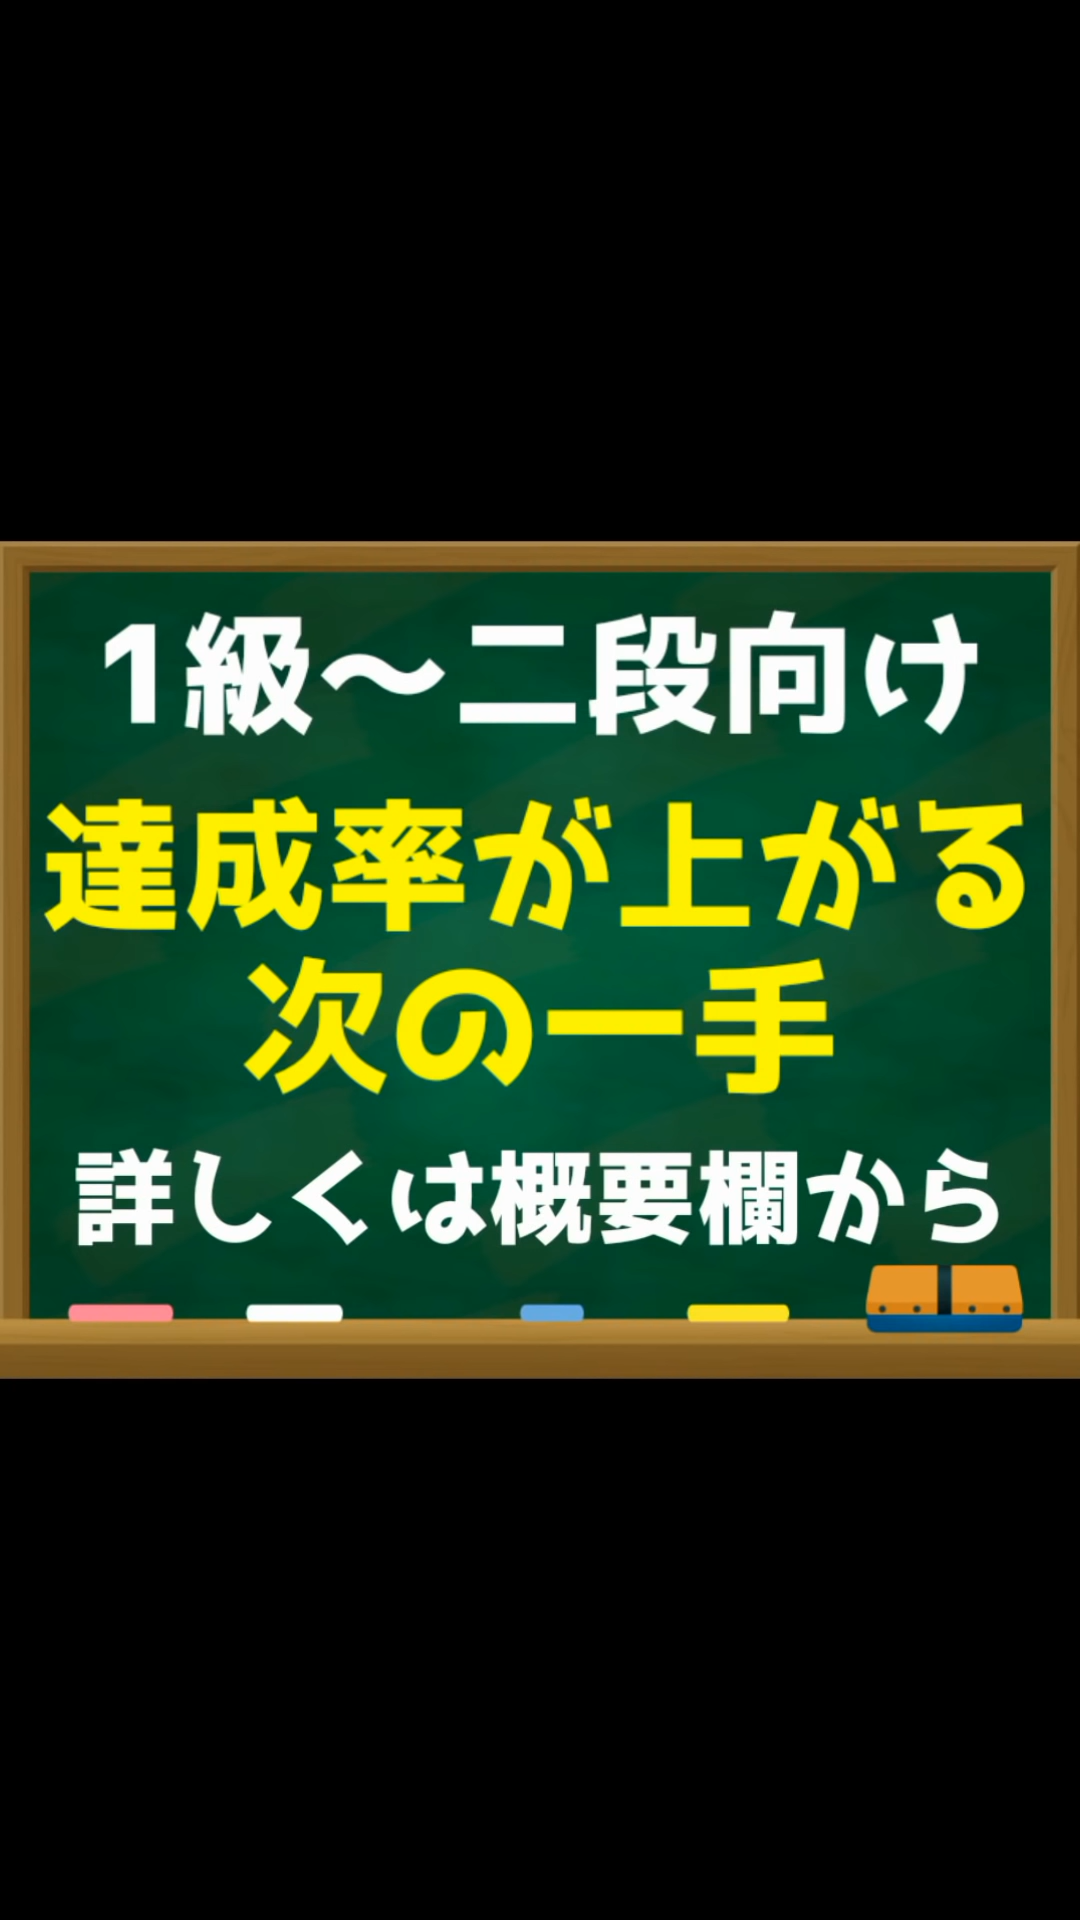 1級〜二段向け
達成率が上がる
次の一手
詳しくは概要欄から